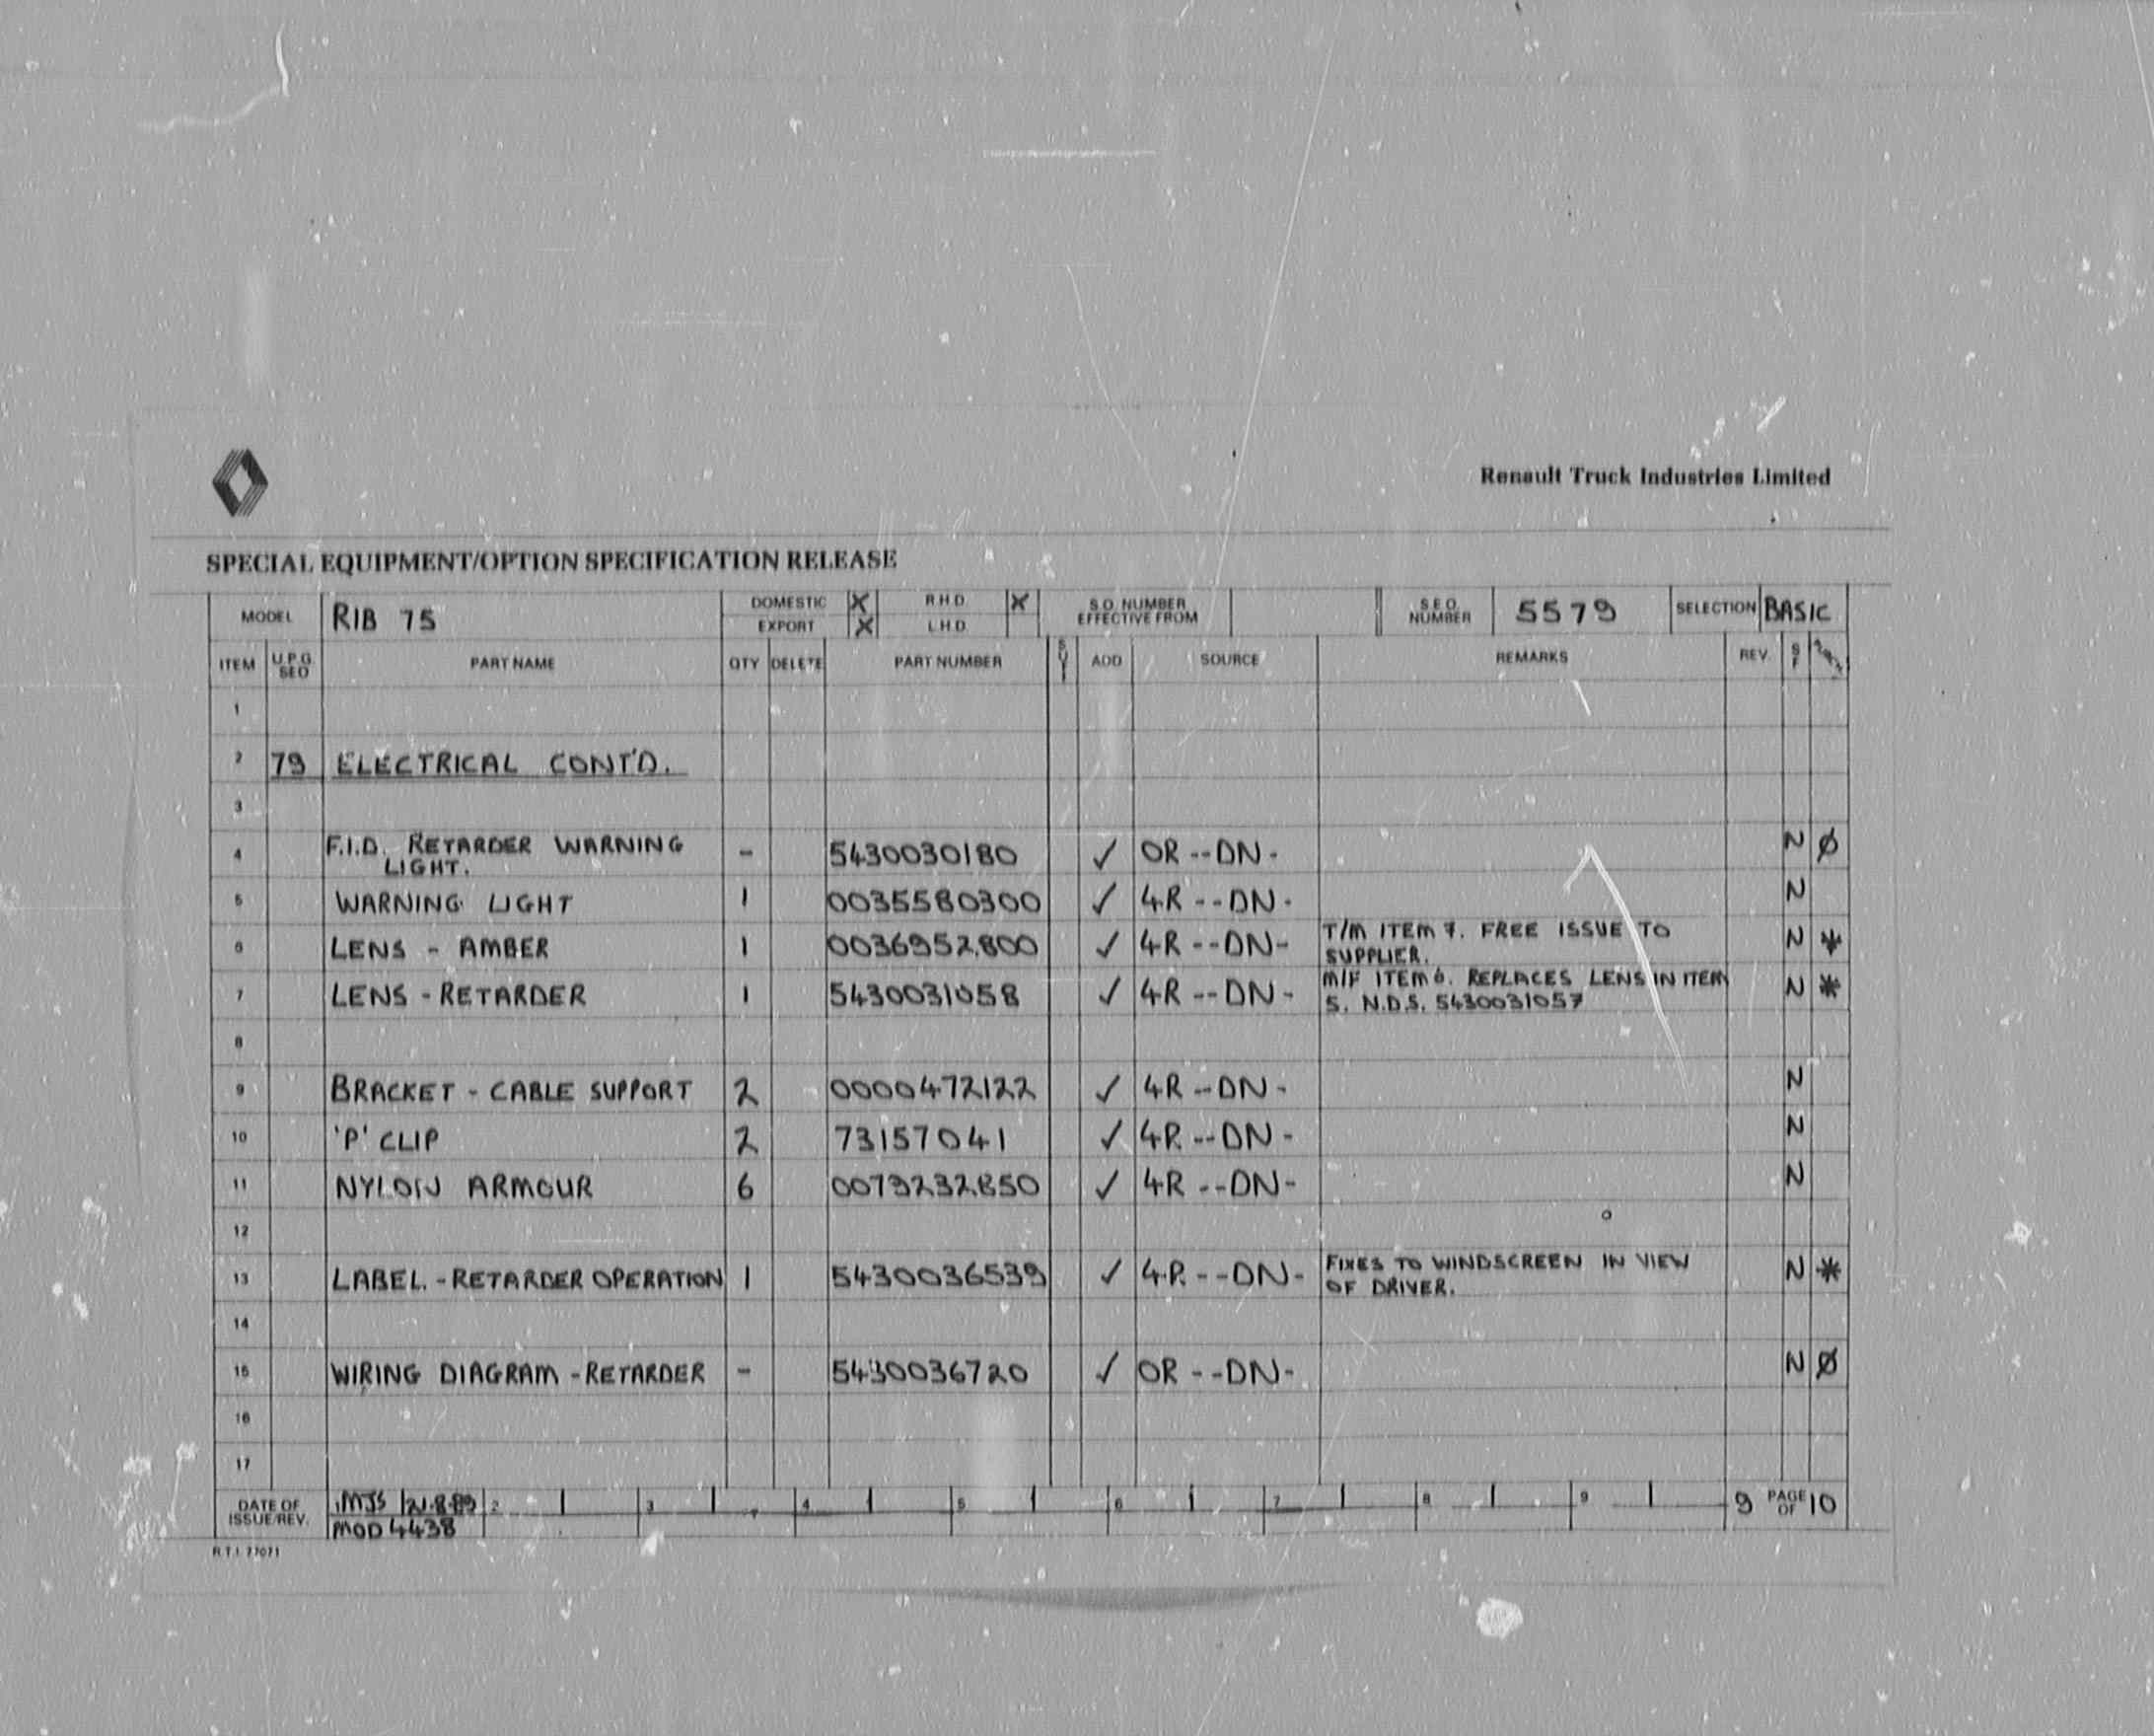 Renault Truck Industries Limited
SPECIAL EQUIPMENT/OPTION SPECIFICATION RELEASE
MODEL RIB 75 DOMESTIC X R.H.D. X S.O. NUMBER EFFECTIVE FROM S.E.O. NUMBER 5579 SELECTION BASIC
EXPORT X L.H.D.
ITEM U.P.G. SEQ PART NAME QTY DELETE PART NUMBER ADD SOURCE REMARKS REV. S F
1
2 79 ELECTRICAL CONT'D.
3
4 F.I.D. RETARDER WARNING LIGHT. - 5430030180 ✓ OR--DN- N Ø
5 WARNING LIGHT 1 0035580300 ✓ 4R--DN- N
6 LENS - AMBER 1 0036952800 ✓ 4R--DN- T/M ITEM 7. FREE ISSUE TO SUPPLIER. N *
7 LENS - RETARDER 1 5430031058 ✓ 4R--DN- M/F ITEM 6. REPLACES LENS IN ITEM 5. N.D.S. 5430031057 N *
8
9 BRACKET - CABLE SUPPORT 2 0000472122 ✓ 4R--DN- N
10 'P' CLIP 2 73157041 ✓ 4R--DN- N
11 NYLON ARMOUR 6 0079232850 ✓ 4R--DN- N
12
13 LABEL - RETARDER OPERATION 1 5430036539 ✓ 4R--DN- FIXES TO WINDSCREEN IN VIEW OF DRIVER. N *
14
15 WIRING DIAGRAM - RETARDER - 5430036720 ✓ OR--DN- N Ø
16
17
DATE OF ISSUE/REV. 1 MJS 21.8.89 2 3 4 5 6 7 8 9 9 PAGE OF 10
MOD 4438
R.T.I. 77071